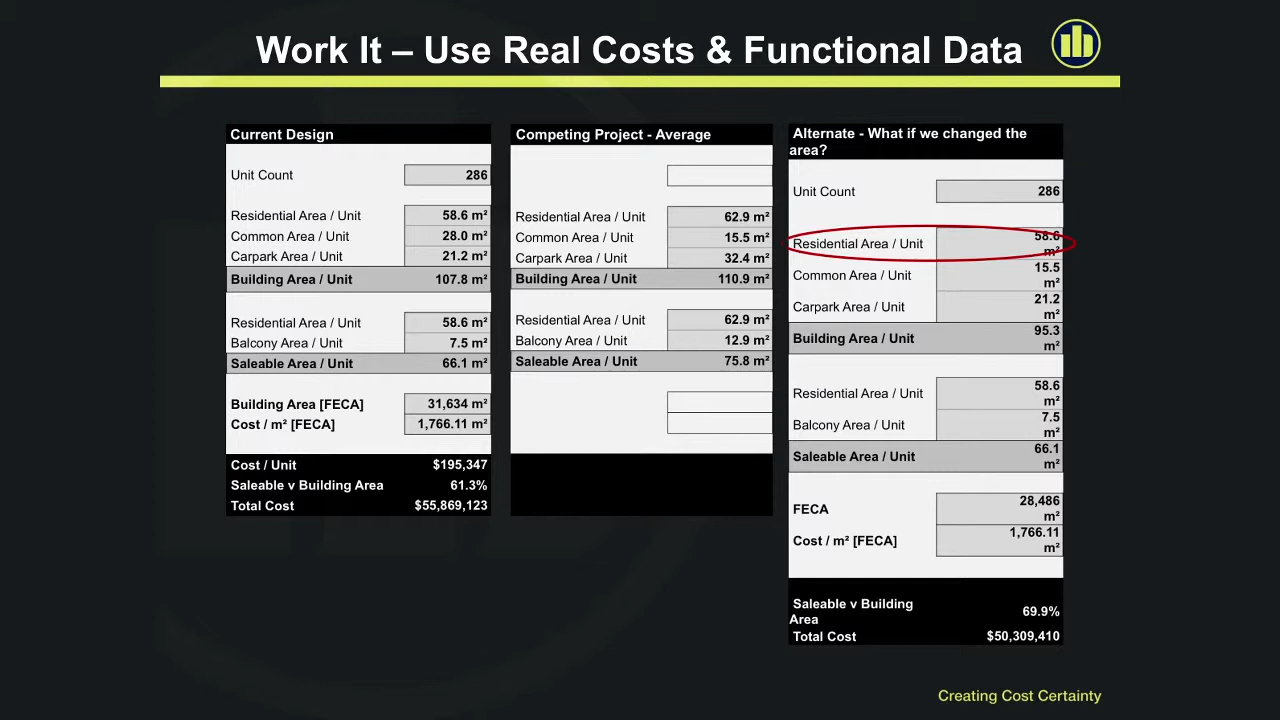 Work It – Use Real Costs & Functional Data
Current Design
Unit Count 286
Residential Area / Unit 58.6 m²
Common Area / Unit 28.0 m²
Carpark Area / Unit 21.2 m²
Building Area / Unit 107.8 m²
Residential Area / Unit 58.6 m²
Balcony Area / Unit 7.5 m²
Saleable Area / Unit 66.1 m²
Building Area [FECA] 31,634 m²
Cost / m² [FECA] 1,766.11 m²
Cost / Unit $195,347
Saleable v Building Area 61.3%
Total Cost $55,869,123
Competing Project - Average
Residential Area / Unit 62.9 m²
Common Area / Unit 15.5 m²
Carpark Area / Unit 32.4 m²
Building Area / Unit 110.9 m²
Residential Area / Unit 62.9 m²
Balcony Area / Unit 12.9 m²
Saleable Area / Unit 75.8 m²
Alternate - What if we changed the
area?
Unit Count 286
Residential Area / Unit 58.6
m²
Common Area / Unit 15.5
m²
Carpark Area / Unit 21.2
m²
Building Area / Unit 95.3
m²
Residential Area / Unit 58.6
m²
Balcony Area / Unit 7.5
m²
Saleable Area / Unit 66.1
m²
FECA 28,486
m²
Cost / m² [FECA] 1,766.11
m²
Saleable v Building
Area 69.9%
Total Cost $50,309,410
Creating Cost Certainty